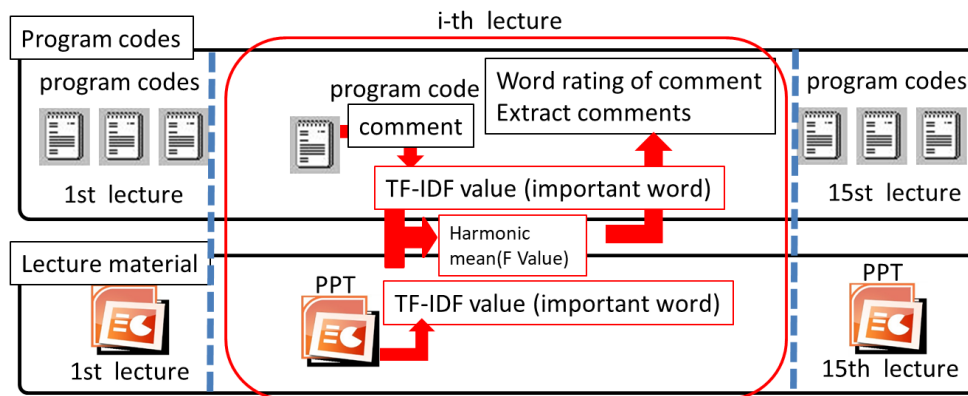 i-th lecture
Program codes
program codes
1st lecture
program code
comment
Word rating of comment
Extract comments
TF-IDF value (important word)
Harmonic
mean(F Value)
program codes
15st lecture
Lecture material
1st lecture
PPT
TF-IDF value (important word)
PPT
15th lecture